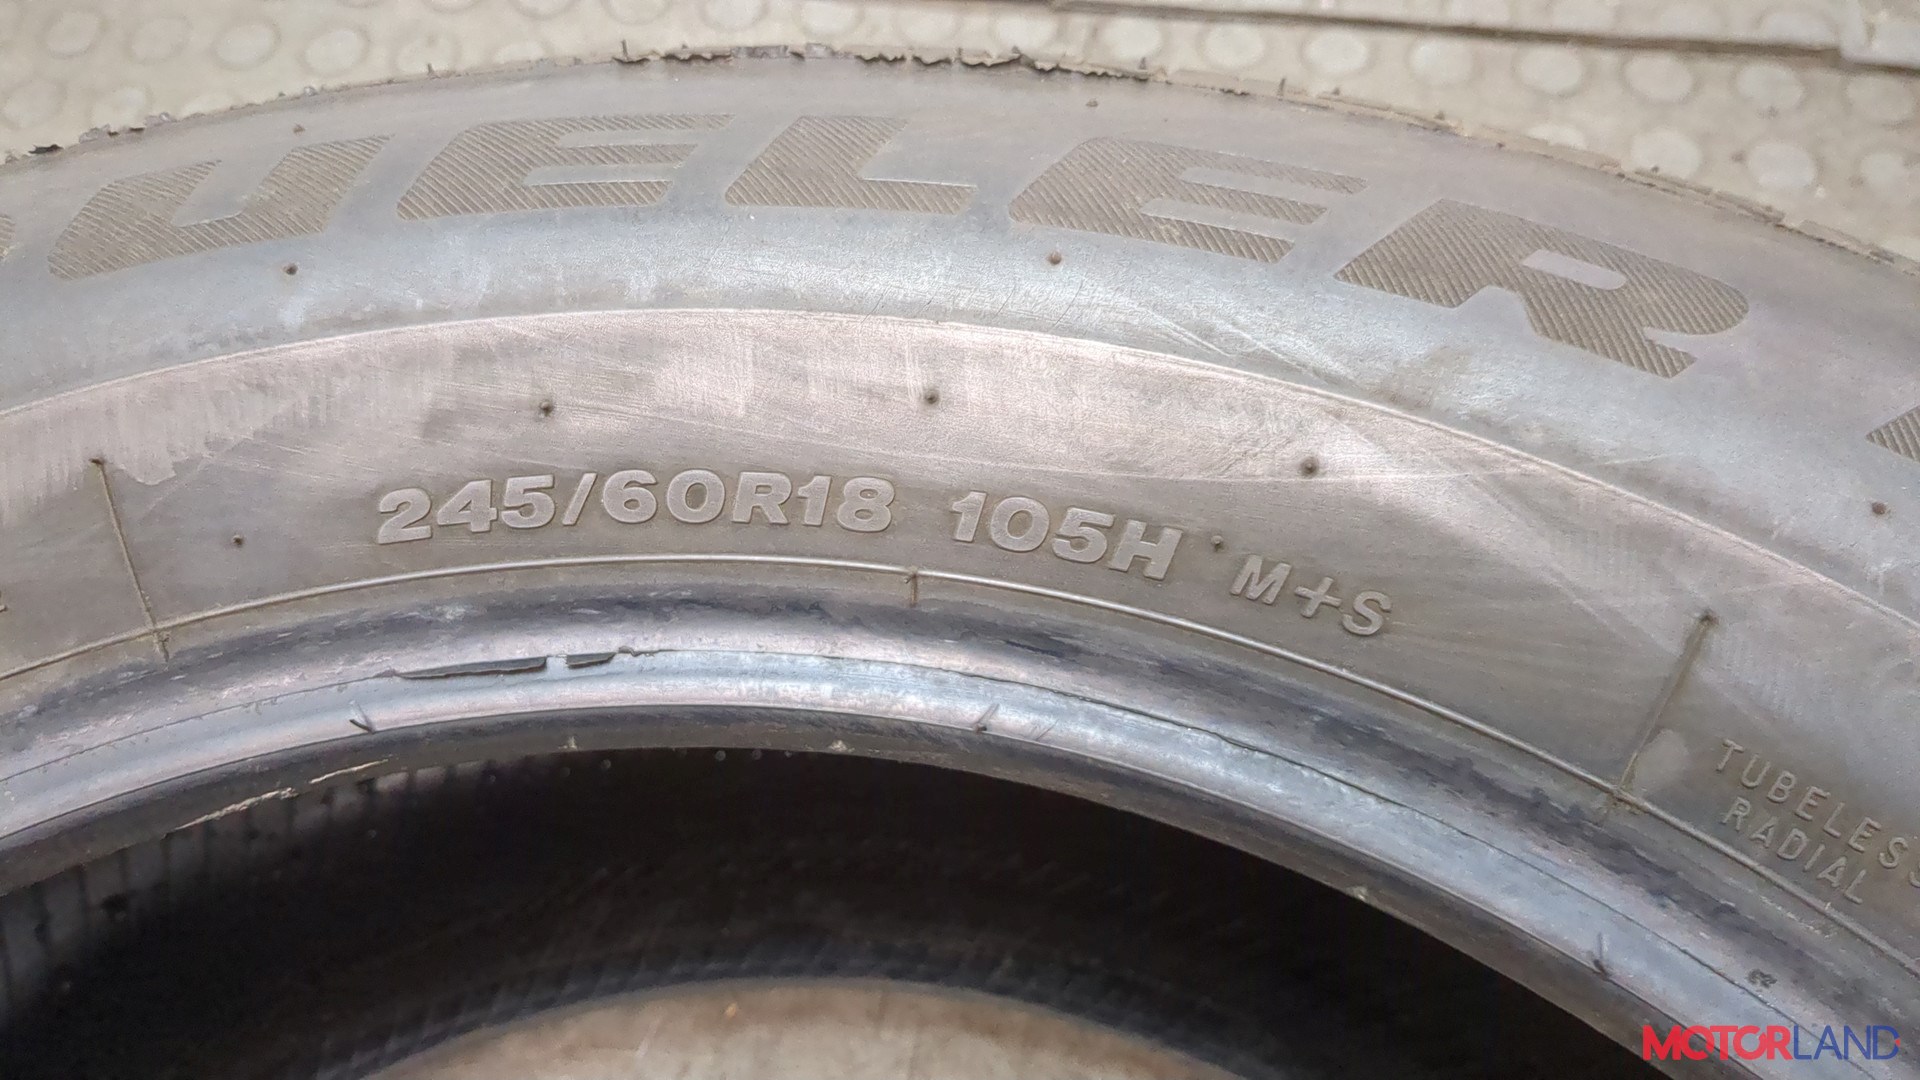 UELER
245/60R18 105H M+S
TUBELESS
RADIAL
MOTORLAND